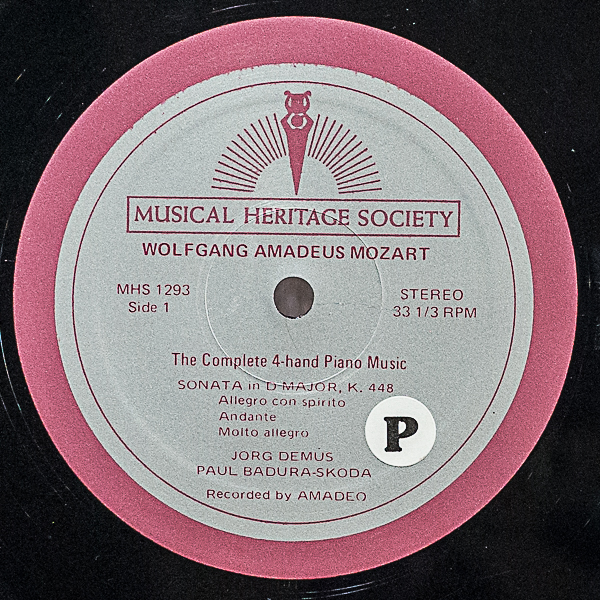 MUSICAL HERITAGE SOCIETY
WOLFGANG AMADEUS MOZART
MHS 1293
Side 1
STEREO
33 1/3 RPM
The Complete 4-hand Piano Music
SONATA in D MAJOR, K. 448
Allegro con spirito
Andante
Molto allegro
P
JORG DEMUS
PAUL BADURA-SKODA
Recorded by AMADEO